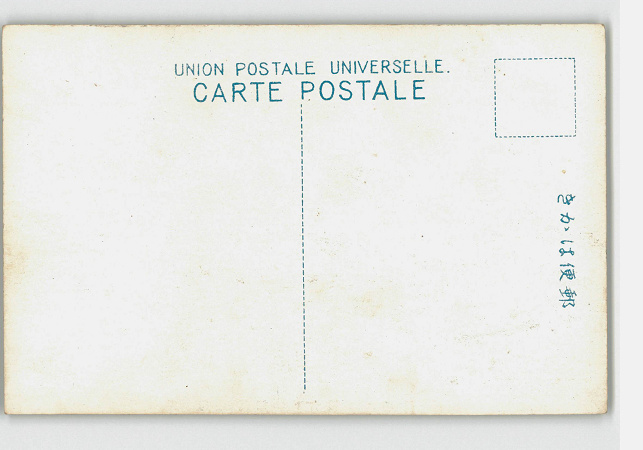 UNION POSTALE UNIVERSELLE.
CARTE POSTALE
きかは便郵